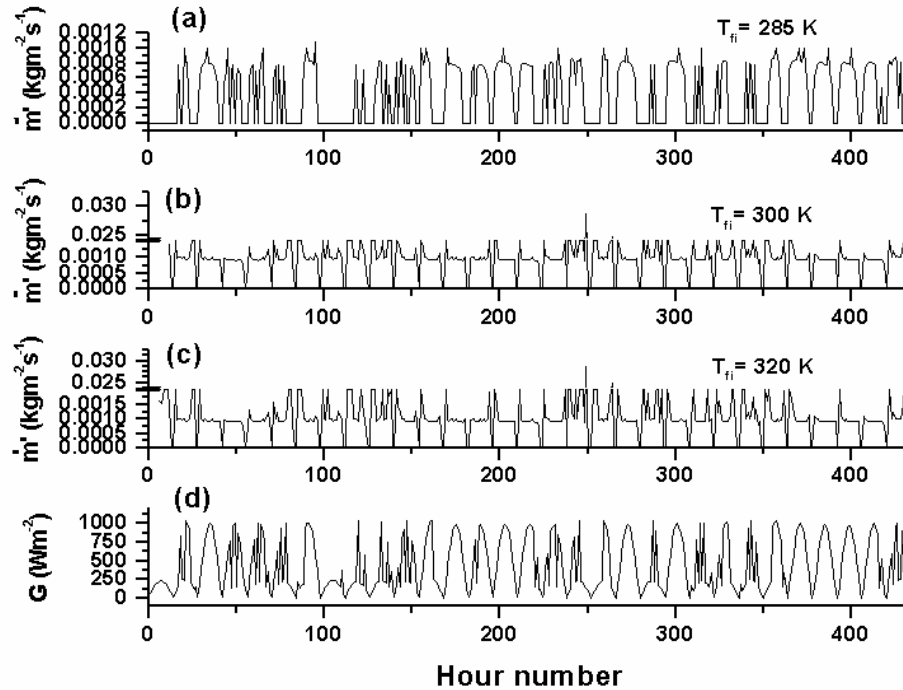 (a)
T_fi = 285 K
ṁ' (kgm⁻²s⁻¹)
0.0012
0.0010
0.0008
0.0006
0.0004
0.0002
0.0000
0 100 200 300 400
(b)
T_fi = 300 K
ṁ' (kgm⁻²s⁻¹)
0.030
0.025
0.0015
0.0005
0.0000
0 100 200 300 400
(c)
T_fi = 320 K
ṁ' (kgm⁻²s⁻¹)
0.030
0.025
0.0015
0.0005
0.0000
0 100 200 300 400
(d)
G (Wm⁻²)
1000
750
500
250
0
0 100 200 300 400
Hour number